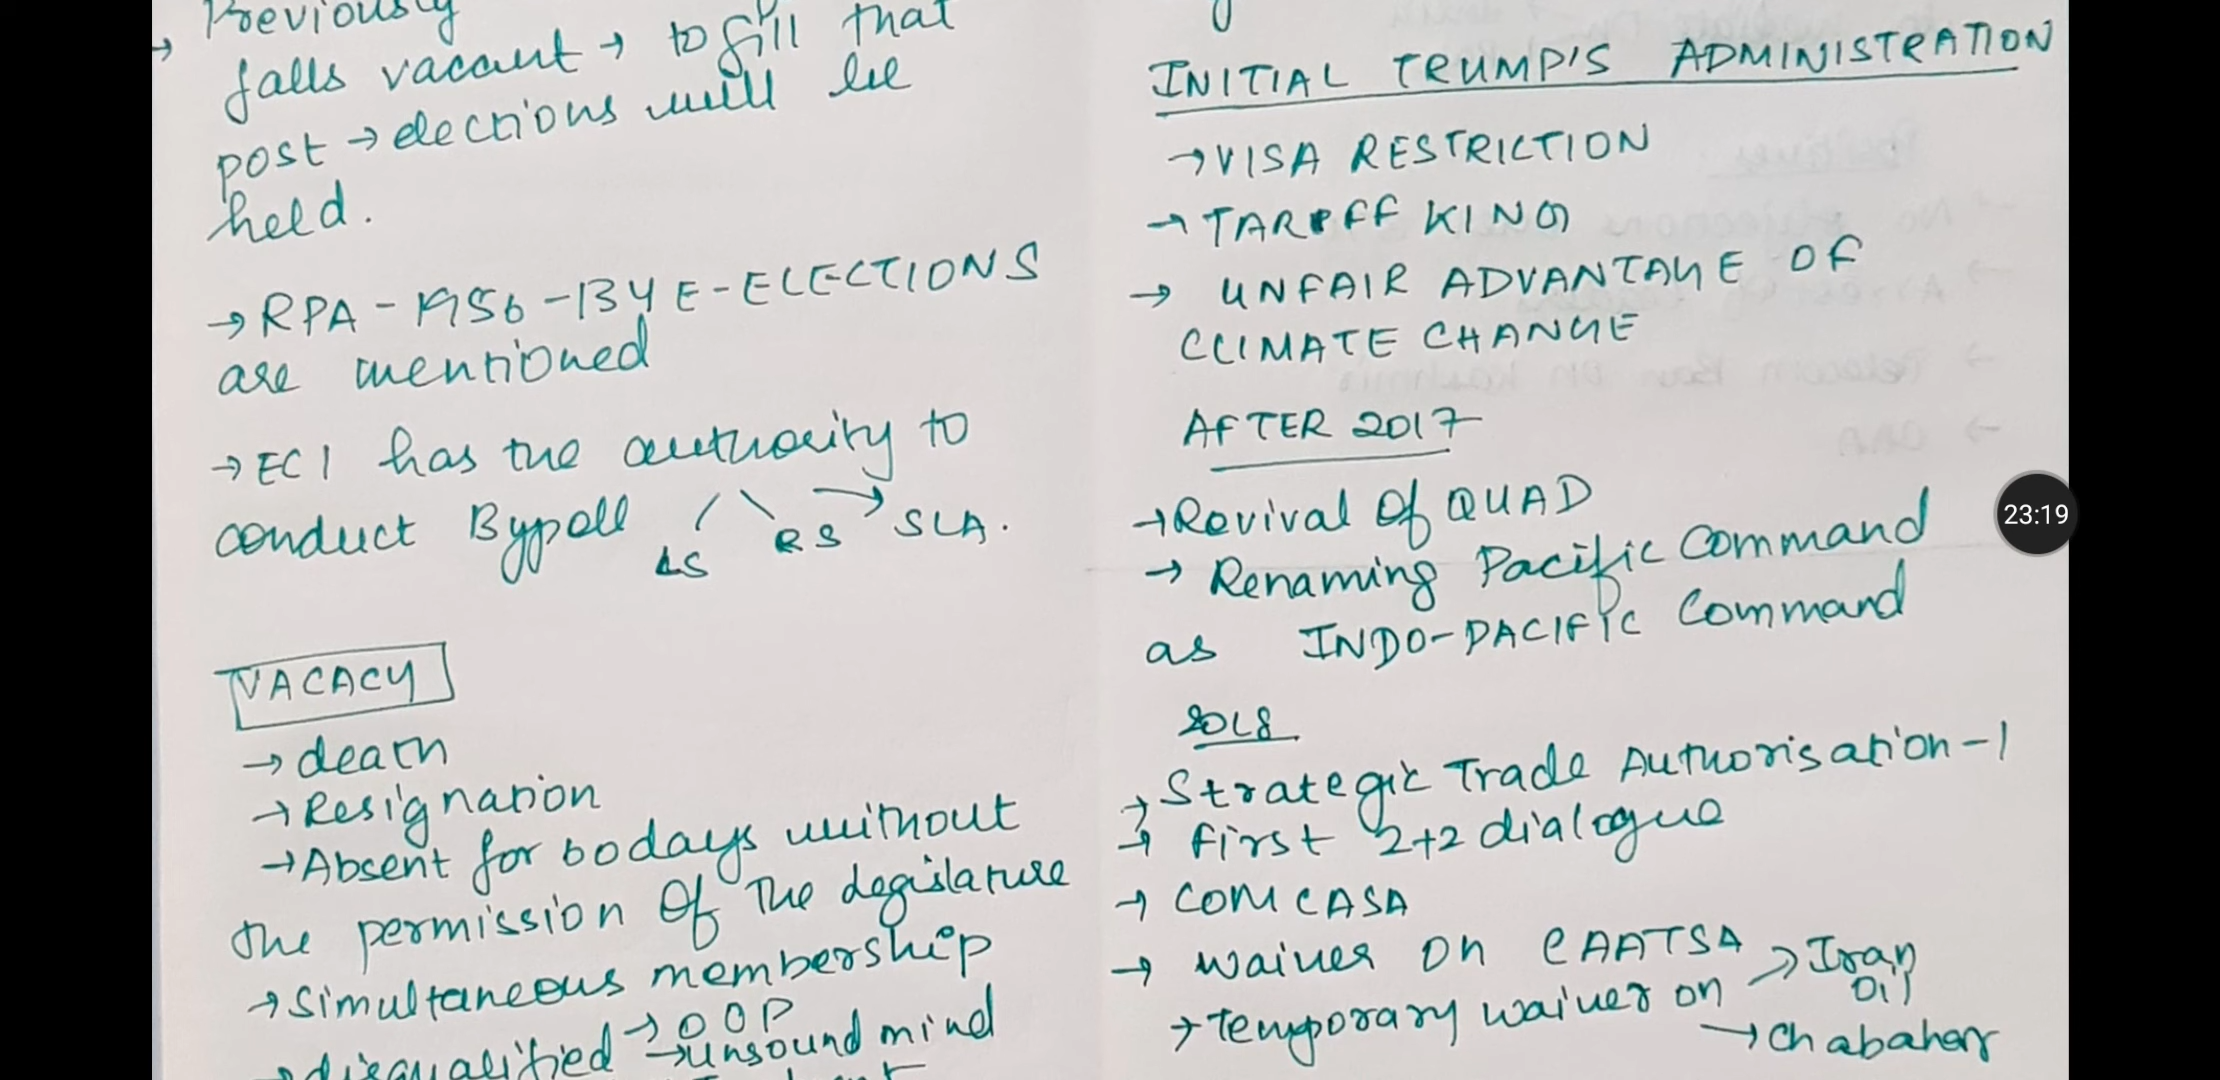 → Previously
falls vacant → to fill that
post → elections will be
held.
→ RPA - 1956 - BYE-ELECTIONS
are mentioned
→ ECI has the authority to
conduct Bypoll LS RS → SLA.
VACACY
→ death
→ Resignation
→ Absent for 60 days without
the permission of the legislature
→ Simultaneous membership
→ disqualified → OOP
→ unsound mind
INITIAL TRUMP'S ADMINISTRATION
→ VISA RESTRICTION
→ TARIFF KING
→ UNFAIR ADVANTAGE OF
CLIMATE CHANGE
AFTER 2017
→ Revival of QUAD
→ Renaming Pacific Command
as INDO-PACIFIC Command
2018
→ Strategic Trade Authorisation-1
→ First 2+2 dialogue
→ COMCASA
→ waiver on CAATSA
→ temporary waiver on → Iran
Oil
→ Chabahar
23:19